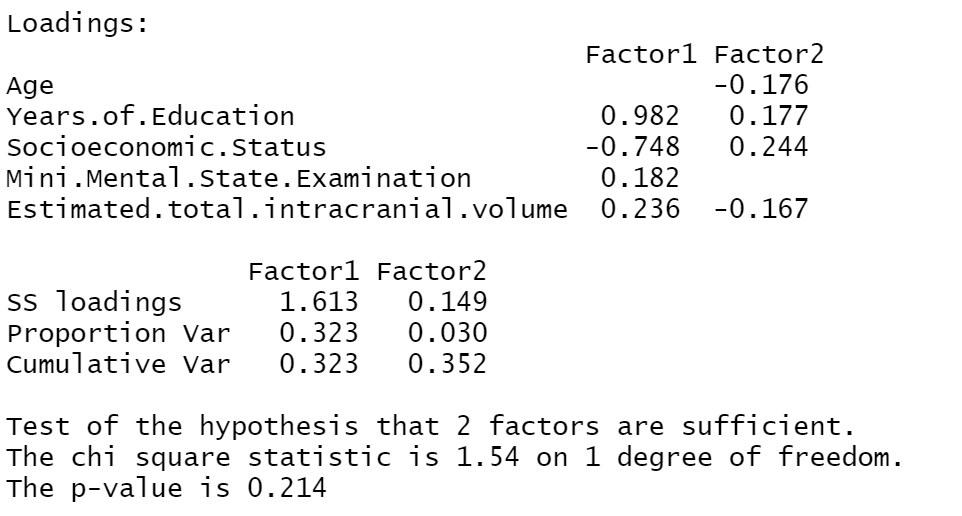 Loadings:
Factor1 Factor2
Age -0.176
Years.of.Education 0.982 0.177
Socioeconomic.Status -0.748 0.244
Mini.Mental.State.Examination 0.182
Estimated.total.intracranial.volume 0.236 -0.167
Factor1 Factor2
SS loadings 1.613 0.149
Proportion Var 0.323 0.030
Cumulative Var 0.323 0.352
Test of the hypothesis that 2 factors are sufficient.
The chi square statistic is 1.54 on 1 degree of freedom.
The p-value is 0.214